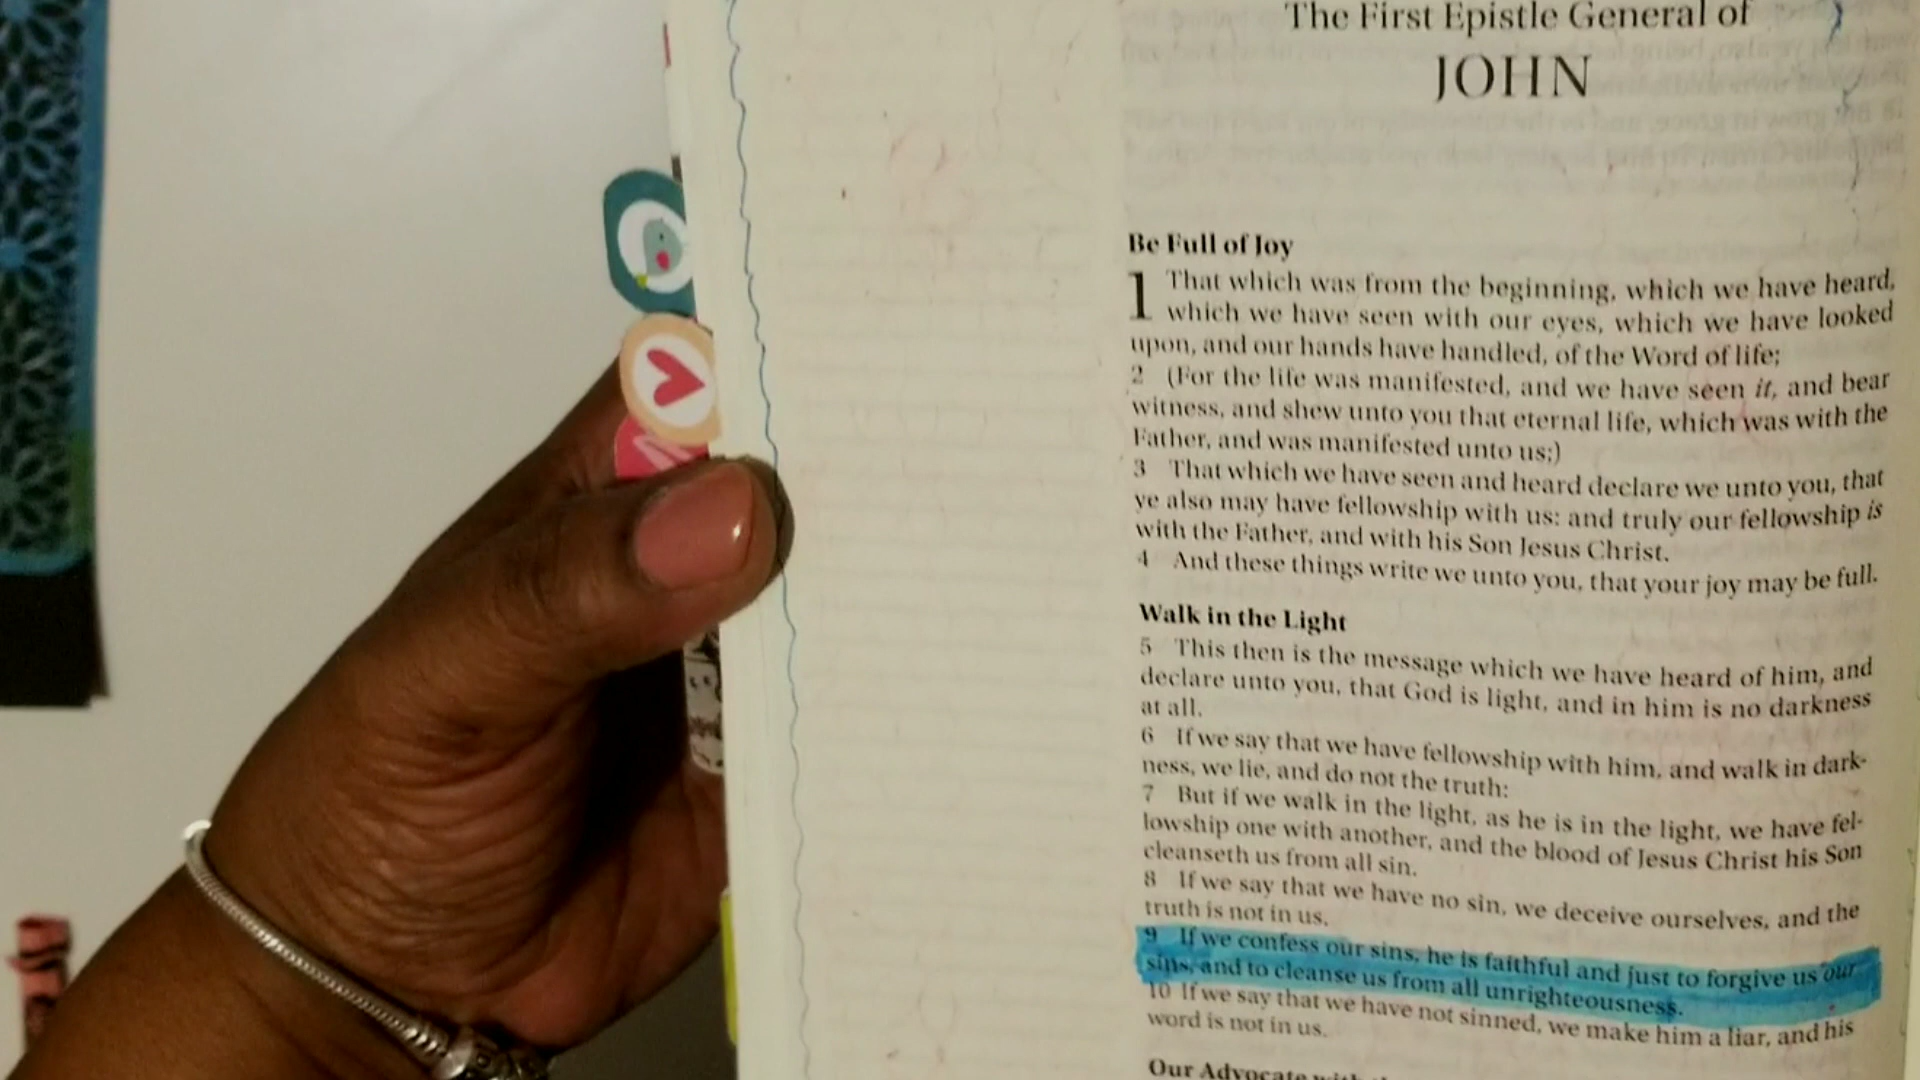 The First Epistle General of
JOHN
Be Full of Joy
1 That which was from the beginning, which we have heard,
which we have seen with our eyes, which we have looked
upon, and our hands have handled, of the Word of life;
2 (For the life was manifested, and we have seen it, and bear
witness, and shew unto you that eternal life, which was with the
Father, and was manifested unto us;)
3 That which we have seen and heard declare we unto you, that
ye also may have fellowship with us: and truly our fellowship is
with the Father, and with his Son Jesus Christ.
4 And these things write we unto you, that your joy may be full.
Walk in the Light
5 This then is the message which we have heard of him, and
declare unto you, that God is light, and in him is no darkness
at all.
6 If we say that we have fellowship with him, and walk in dark-
ness, we lie, and do not the truth:
7 But if we walk in the light, as he is in the light, we have fel-
lowship one with another, and the blood of Jesus Christ his Son
cleanseth us from all sin.
8 If we say that we have no sin, we deceive ourselves, and the
truth is not in us.
9 If we confess our sins, he is faithful and just to forgive us our
sins, and to cleanse us from all unrighteousness.
10 If we say that we have not sinned, we make him a liar, and his
word is not in us.
Our Advocate